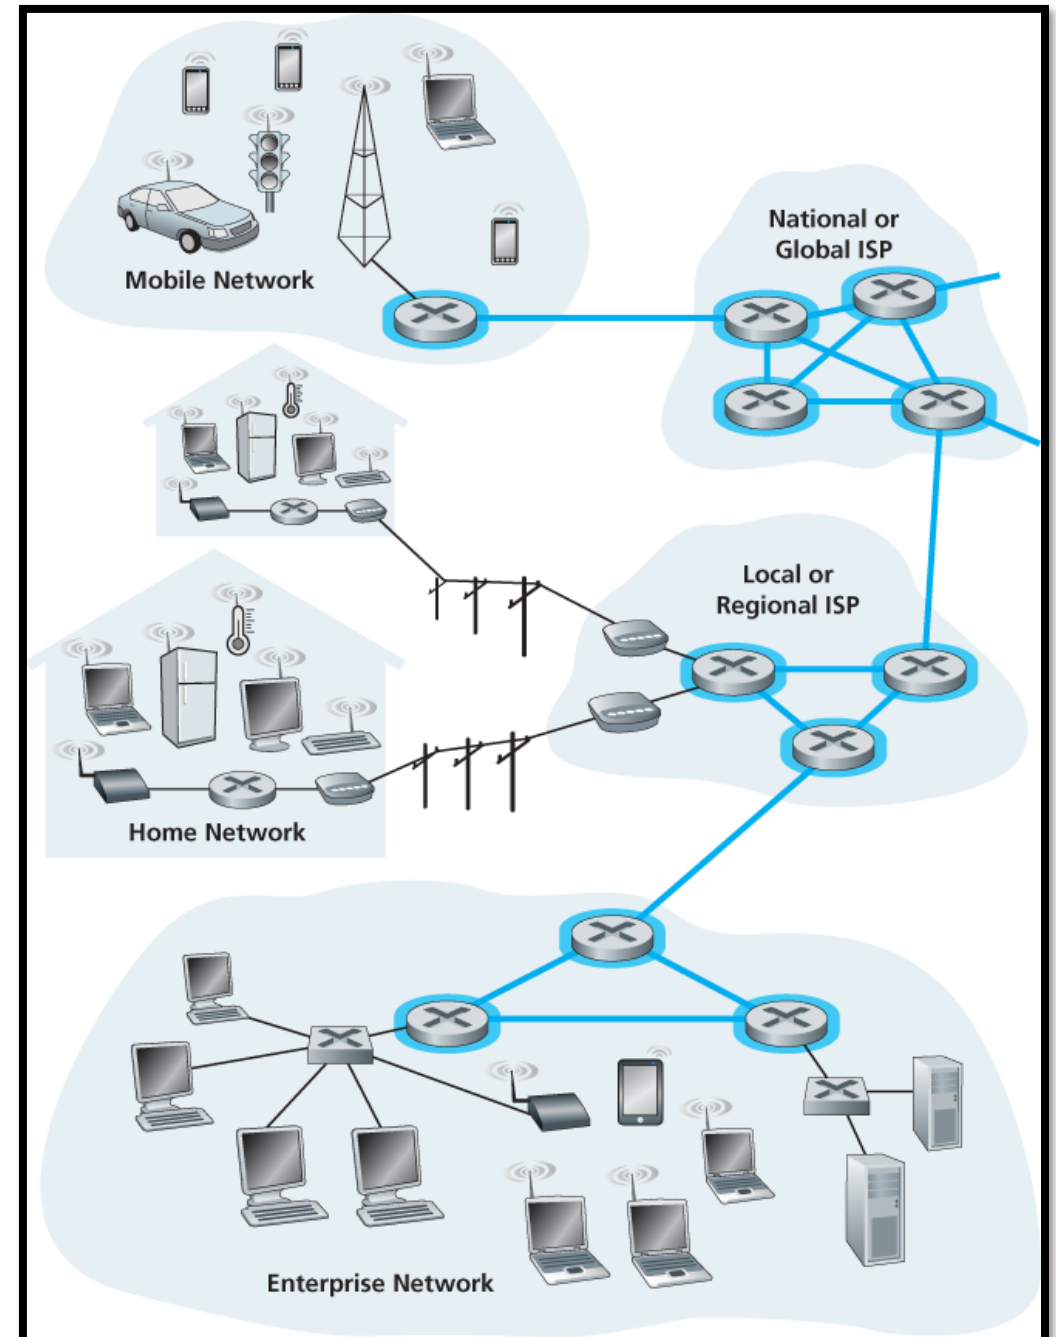 National or
Global ISP
Mobile Network
Local or
Regional ISP
Home Network
Enterprise Network